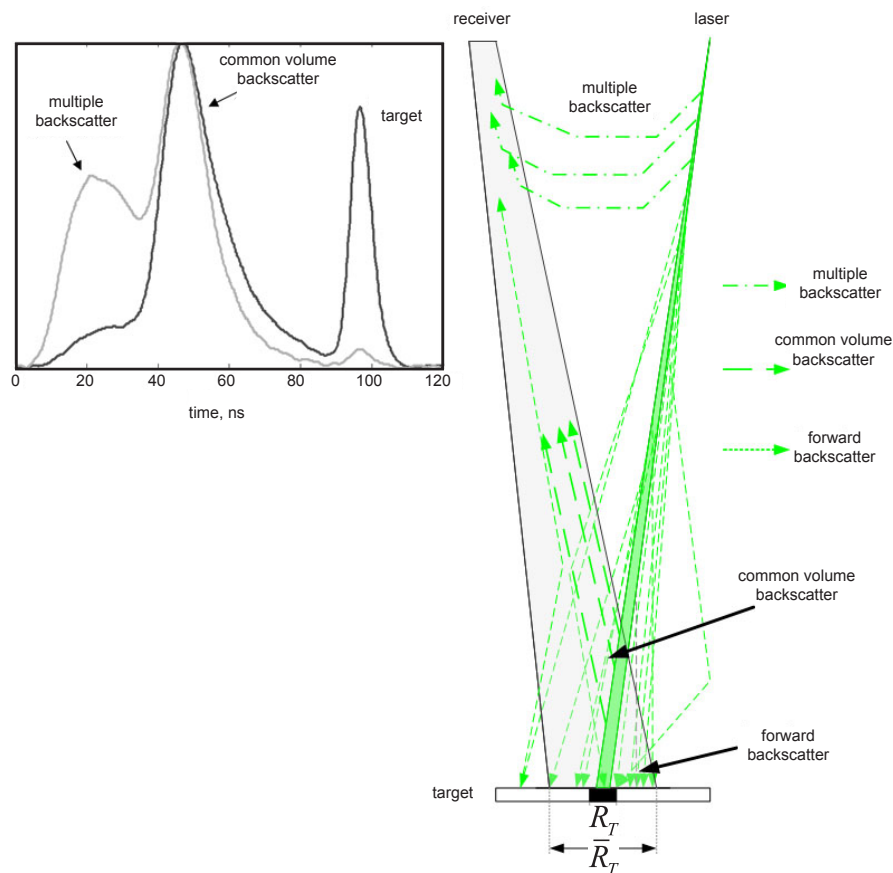 receiver
laser
common volume
backscatter
multiple
backscatter
target
0
20
40
60
80
100
120
time, ns
multiple
backscatter
multiple
backscatter
common volume
backscatter
forward
backscatter
common volume
backscatter
forward
backscatter
target
R_T
R̅_T